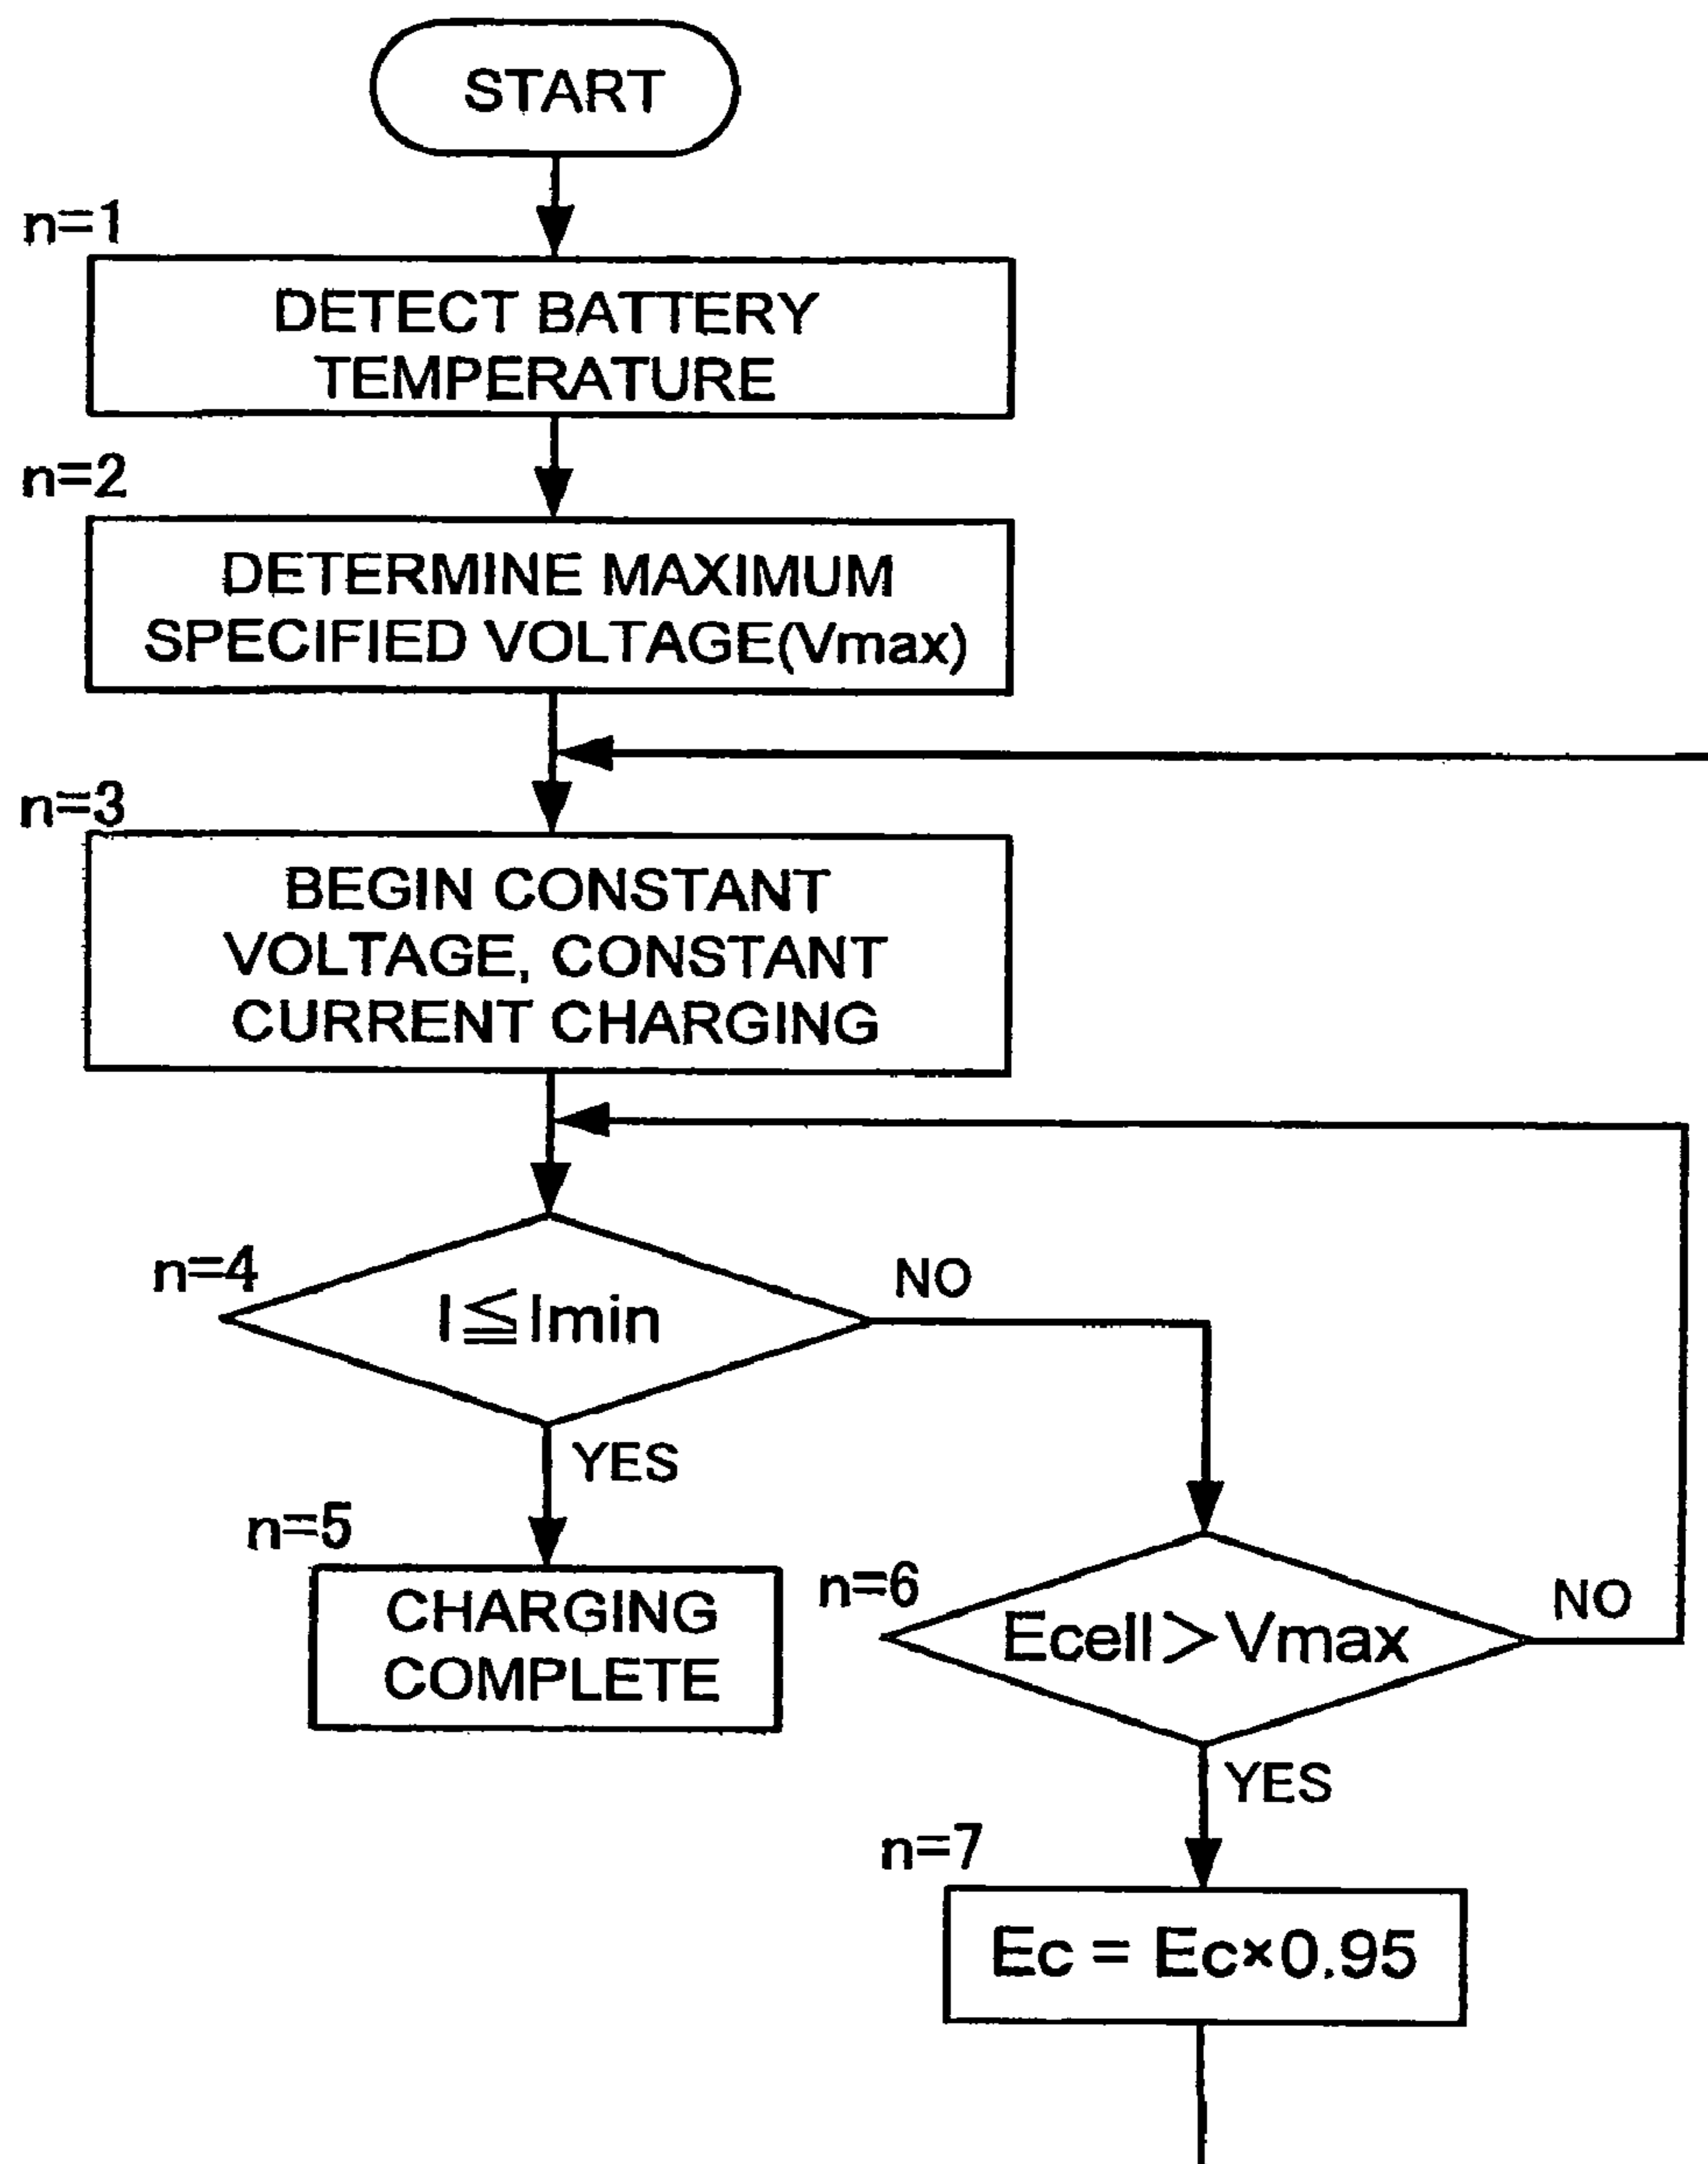 START
n=1
DETECT BATTERY
TEMPERATURE
n=2
DETERMINE MAXIMUM
SPECIFIED VOLTAGE(Vmax)
n=3
BEGIN CONSTANT
VOLTAGE, CONSTANT
CURRENT CHARGING
n=4
I≦Imin
NO
YES
n=5
CHARGING
COMPLETE
n=6
Ecell>Vmax
NO
YES
n=7
Ec = Ec×0.95